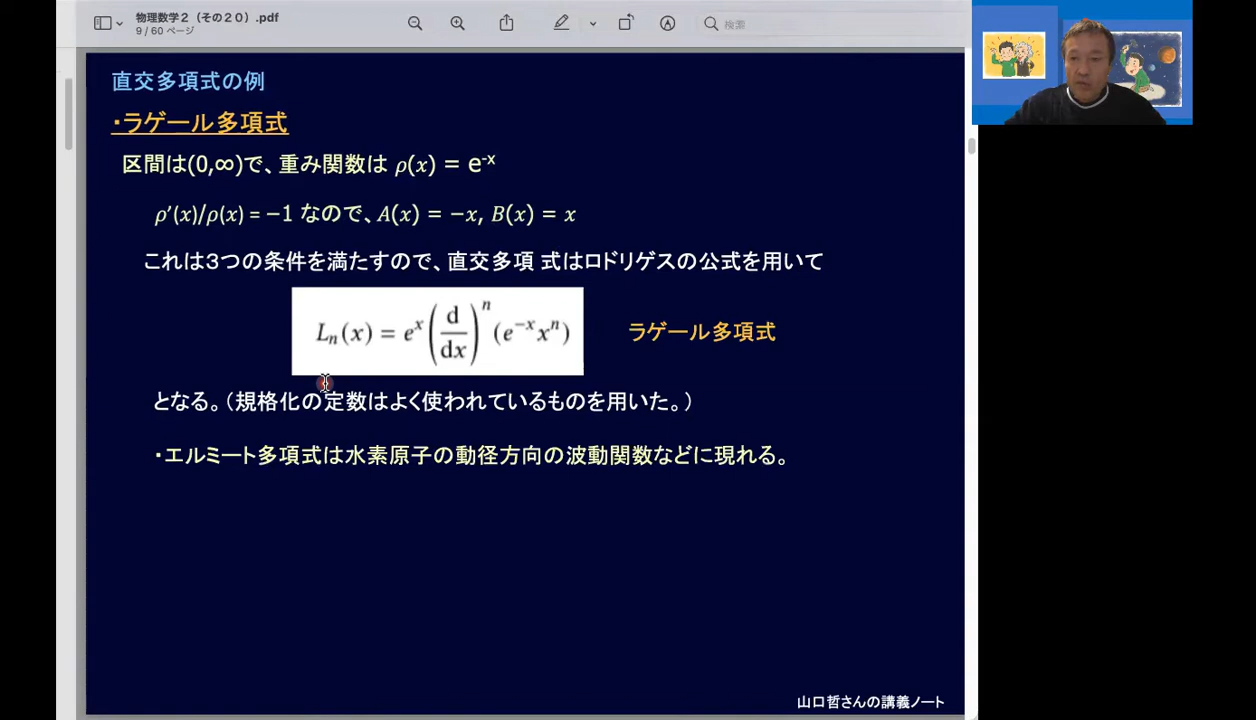 物理数学２（その２０）.pdf
9 / 60 ページ
検索
直交多項式の例
・ラゲール多項式
区間は(0,∞)で、重み関数は ρ(x) = e^-x
ρ’(x)/ρ(x) = −1 なので、A(x) = −x, B(x) = x
これは３つの条件を満たすので、直交多項 式はロドリゲスの公式を用いて
L_n(x) = e^x (d/dx)^n (e^−x x^n)
ラゲール多項式
となる。（規格化の定数はよく使われているものを用いた。）
・エルミート多項式は水素原子の動径方向の波動関数などに現れる。
山口哲さんの講義ノート